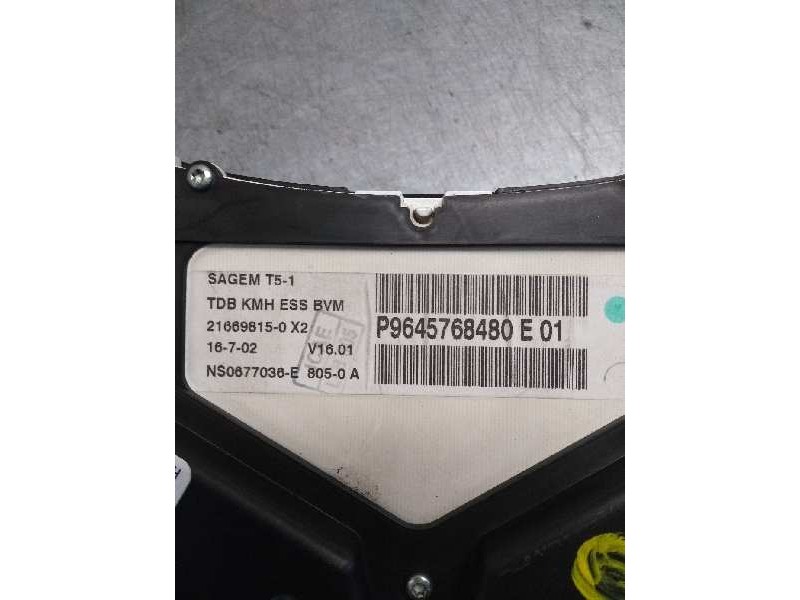 SAGEM T5-1
TDB KMH ESS BVM
21669615-0 X2
16-7-02 V16.01
NS0677036-E 805-0 A
P9645768480 E 01